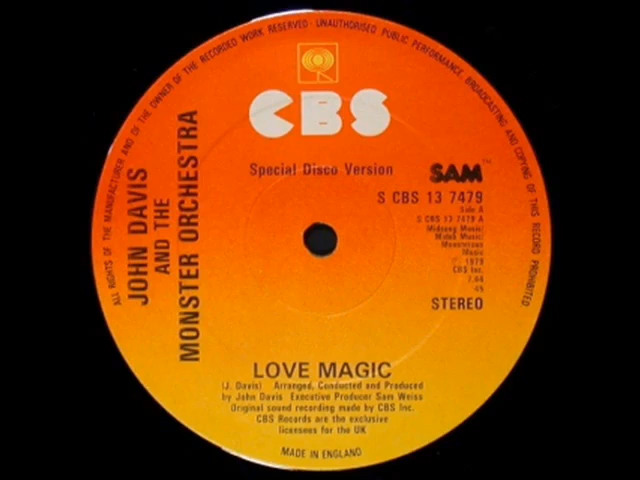 ALL RIGHTS OF THE MANUFACTURER AND OF THE OWNER OF THE RECORDED WORK RESERVED · UNAUTHORISED PUBLIC PERFORMANCE, BROADCASTING AND COPYING OF THIS RECORD PROHIBITED
CBS
Special Disco Version
SAM™
S CBS 13 7479
Side A
S CBS 13 7479 A
Midsong Music/
Music
1979
CBS Inc.
7.44
45
STEREO
JOHN DAVIS
AND THE
MONSTER ORCHESTRA
LOVE MAGIC
(J. Davis) Arranged, Conducted and Produced
by John Davis Executive Producer Sam Weiss
Original sound recording made by CBS Inc.
CBS Records are the exclusive
licensees for the UK
MADE IN ENGLAND